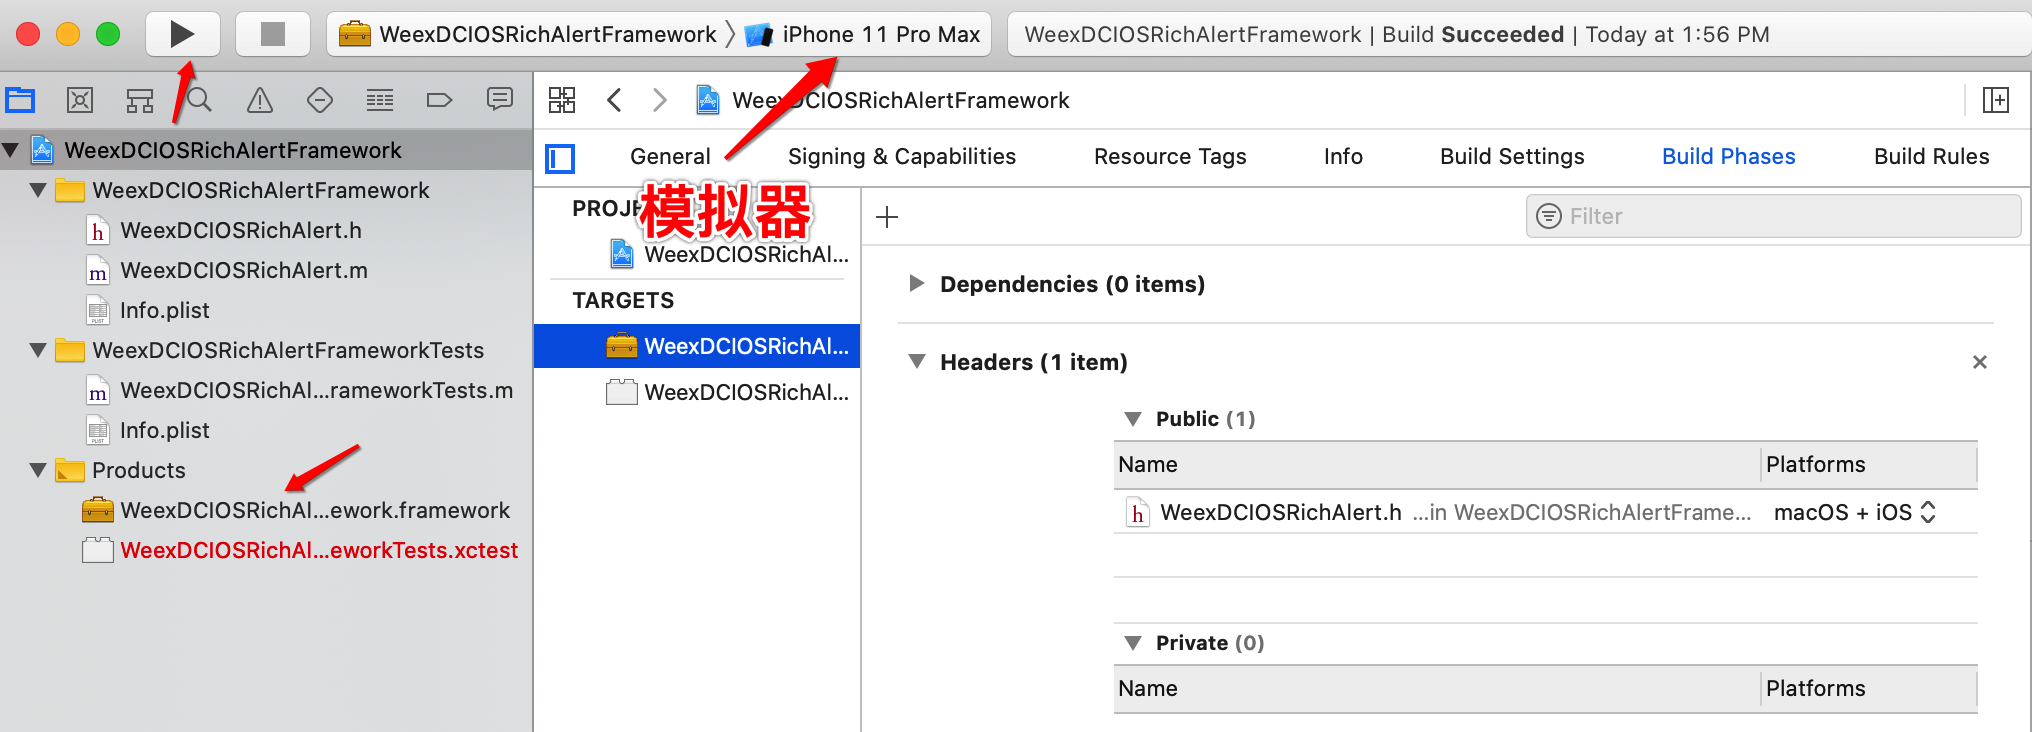 WeexDCIOSRichAlertFramework
iPhone 11 Pro Max
WeexDCIOSRichAlertFramework | Build Succeeded | Today at 1:56 PM
WeexDCIOSRichAlertFramework
WeexDCIOSRichAlertFramework
General
Signing & Capabilities
Resource Tags
Info
Build Settings
Build Phases
Build Rules
模拟器
WeexDCIOSRichAlertFramework
WeexDCIOSRichAlert.h
WeexDCIOSRichAlert.m
Info.plist
WeexDCIOSRichAlertFrameworkTests
WeexDCIOSRichAl...rameworkTests.m
Info.plist
Products
WeexDCIOSRichAl...ework.framework
WeexDCIOSRichAl...eworkTests.xctest
WeexDCIOSRichAl...
TARGETS
WeexDCIOSRichAl...
WeexDCIOSRichAl...
Filter
Dependencies (0 items)
Headers (1 item)
Public (1)
Name
Platforms
WeexDCIOSRichAlert.h ...in WeexDCIOSRichAlertFrame...
macOS + iOS
Private (0)
Name
Platforms